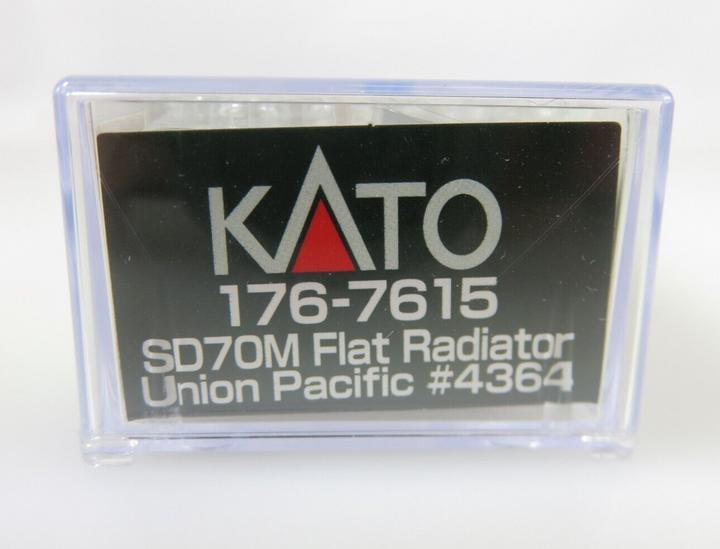 KATO
176-7615
SD70M Flat Radiator
Union Pacific #4364